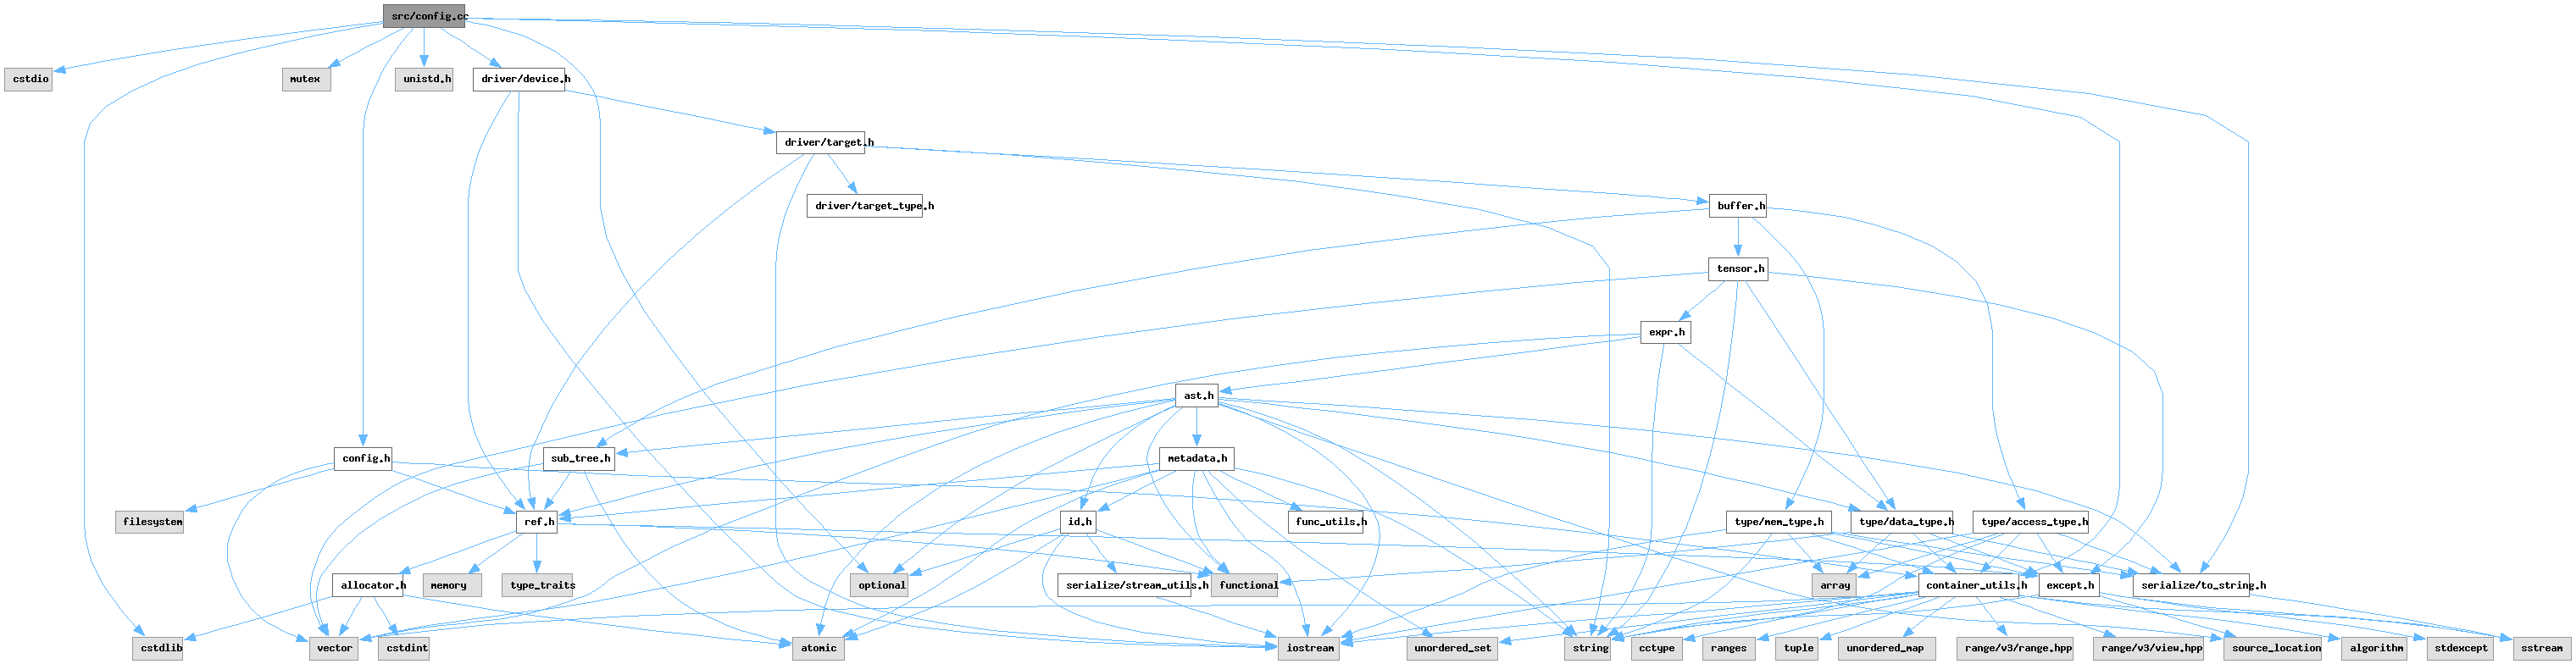 src/config.cc
cstdio
mutex
unistd.h
driver/device.h
driver/target.h
driver/target_type.h
buffer.h
tensor.h
expr.h
ast.h
config.h
sub_tree.h
metadata.h
filesystem
ref.h
id.h
func_utils.h
type/mem_type.h
type/data_type.h
type/access_type.h
allocator.h
memory
type_traits
optional
serialize/stream_utils.h
functional
array
container_utils.h
except.h
serialize/to_string.h
cstdlib
vector
cstdint
atomic
iostream
unordered_set
string
cctype
ranges
tuple
unordered_map
range/v3/range.hpp
range/v3/view.hpp
source_location
algorithm
stdexcept
sstream